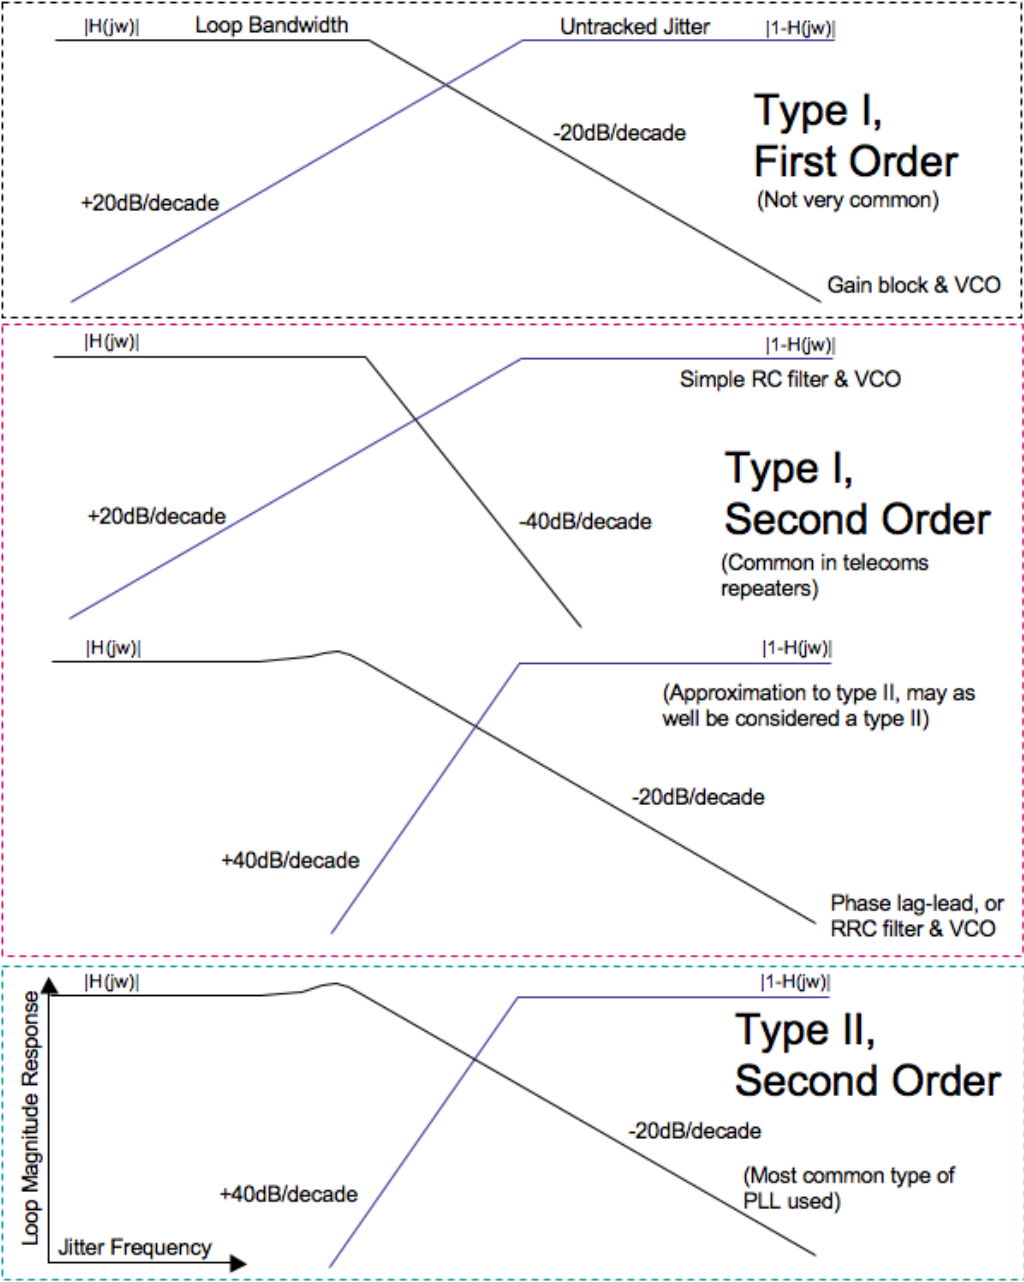 |H(jw)|
Loop Bandwidth
Untracked Jitter
|1-H(jw)|
Type I,
First Order
(Not very common)
-20dB/decade
+20dB/decade
Gain block & VCO
|H(jw)|
|1-H(jw)|
Simple RC filter & VCO
Type I,
Second Order
(Common in telecoms
repeaters)
+20dB/decade
-40dB/decade
|H(jw)|
|1-H(jw)|
(Approximation to type II, may as
well be considered a type II)
-20dB/decade
+40dB/decade
Phase lag-lead, or
RRC filter & VCO
|H(jw)|
|1-H(jw)|
Type II,
Second Order
-20dB/decade
(Most common type of
PLL used)
+40dB/decade
Loop Magnitude Response
Jitter Frequency